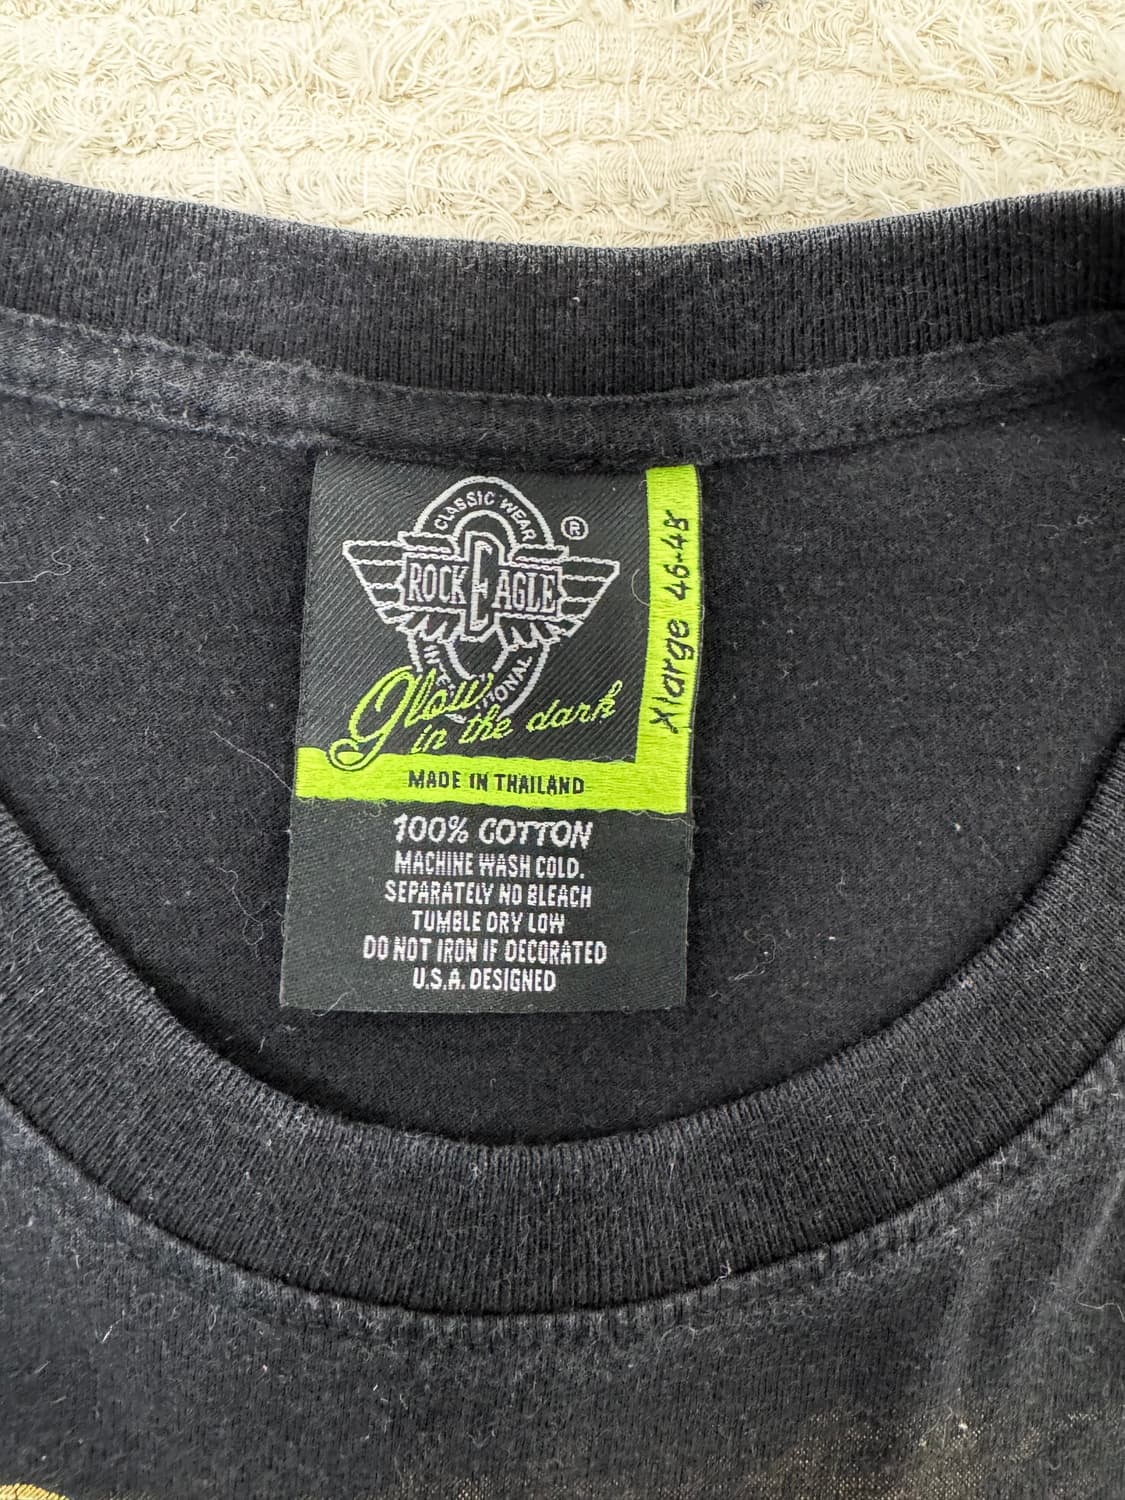 CLASSIC WEAR
®
ROCK EAGLE
INTERNATIONAL
Glow
in the dark
Xlarge 46-48
MADE IN THAILAND
100% COTTON
MACHINE WASH COLD.
SEPARATELY NO BLEACH
TUMBLE DRY LOW
DO NOT IRON IF DECORATED
U.S.A. DESIGNED